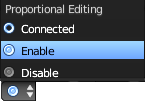 Proportional Editing
Connected
Enable
Disable